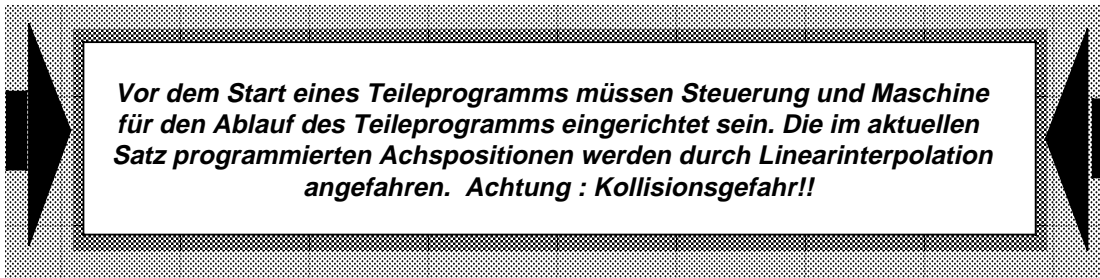 Vor dem Start eines Teileprogramms müssen Steuerung und Maschine
für den Ablauf des Teileprogramms eingerichtet sein. Die im aktuellen
Satz programmierten Achspositionen werden durch Linearinterpolation
angefahren. Achtung : Kollisionsgefahr!!